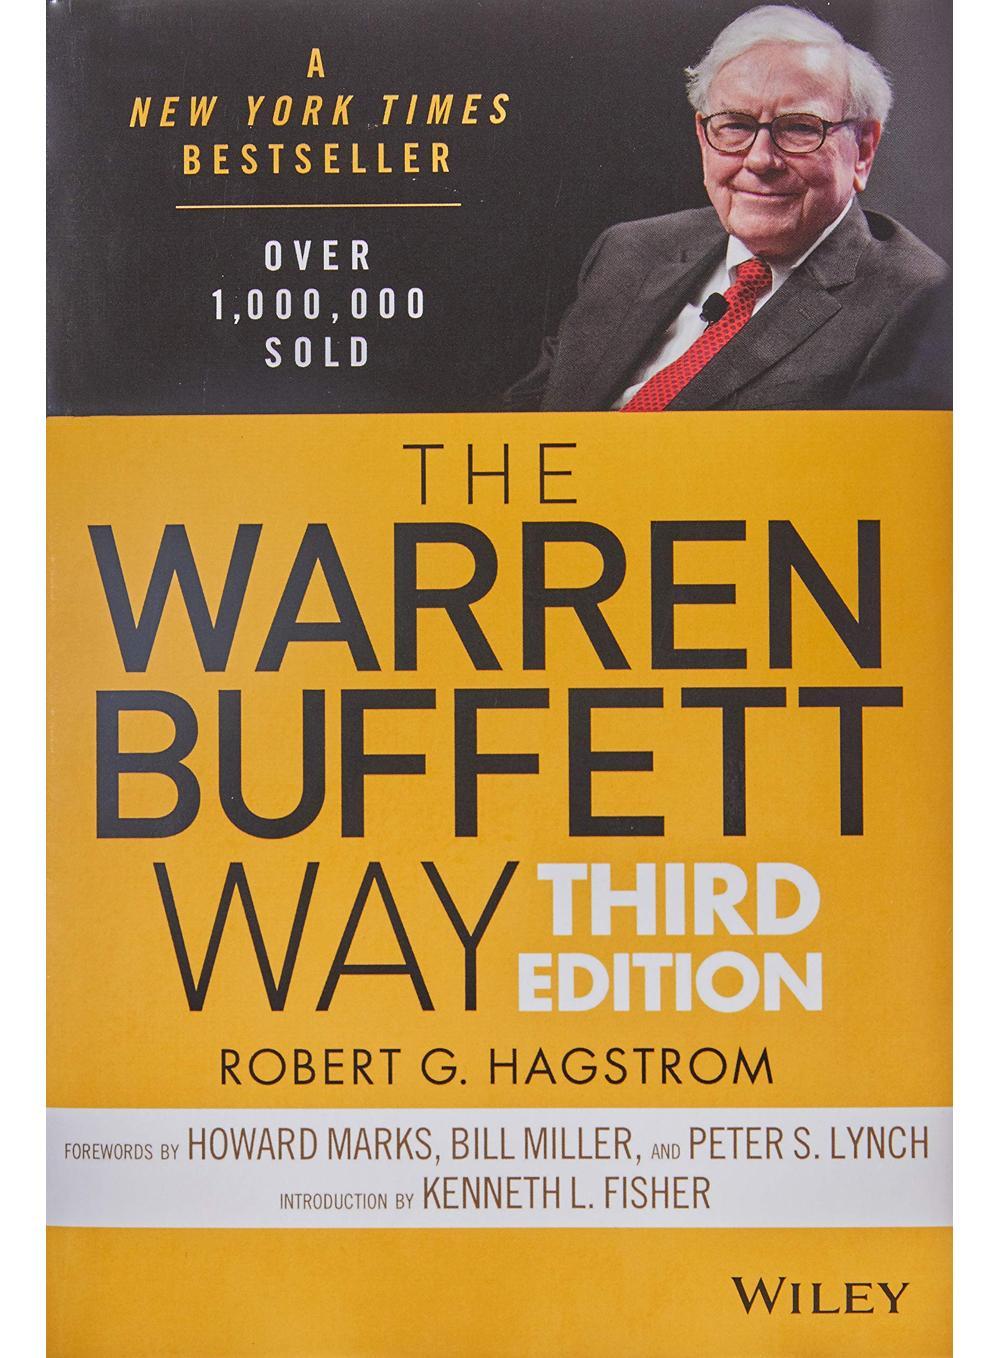 A
NEW YORK TIMES
BESTSELLER
OVER
1,000,000
SOLD
THE
WARREN
BUFFETT
WAY THIRD
EDITION
ROBERT G. HAGSTROM
FOREWORDS BY HOWARD MARKS, BILL MILLER, AND PETER S. LYNCH
INTRODUCTION BY KENNETH L. FISHER
WILEY